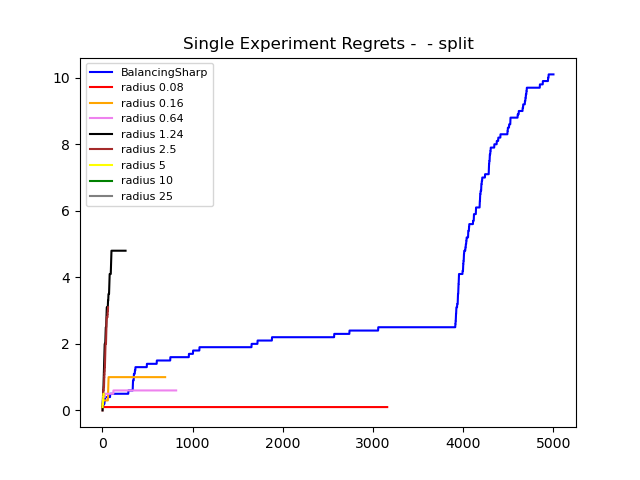 Single Experiment Regrets -  - split
BalancingSharp
radius 0.08
radius 0.16
radius 0.64
radius 1.24
radius 2.5
radius 5
radius 10
radius 25
10
8
6
4
2
0
0 1000 2000 3000 4000 5000